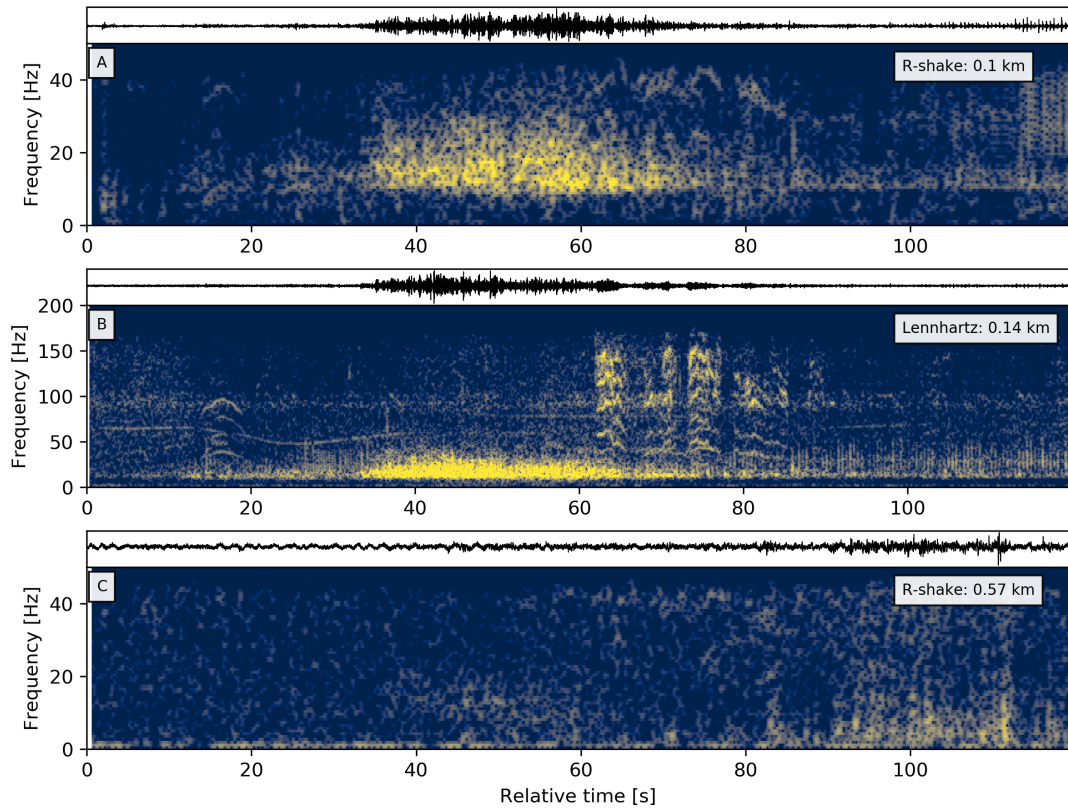 A
R-shake: 0.1 km
Frequency [Hz]
40
20
0
0 20 40 60 80 100
B
Lennhartz: 0.14 km
Frequency [Hz]
200
150
100
50
0
0 20 40 60 80 100
C
R-shake: 0.57 km
Frequency [Hz]
40
20
0
0 20 40 60 80 100
Relative time [s]